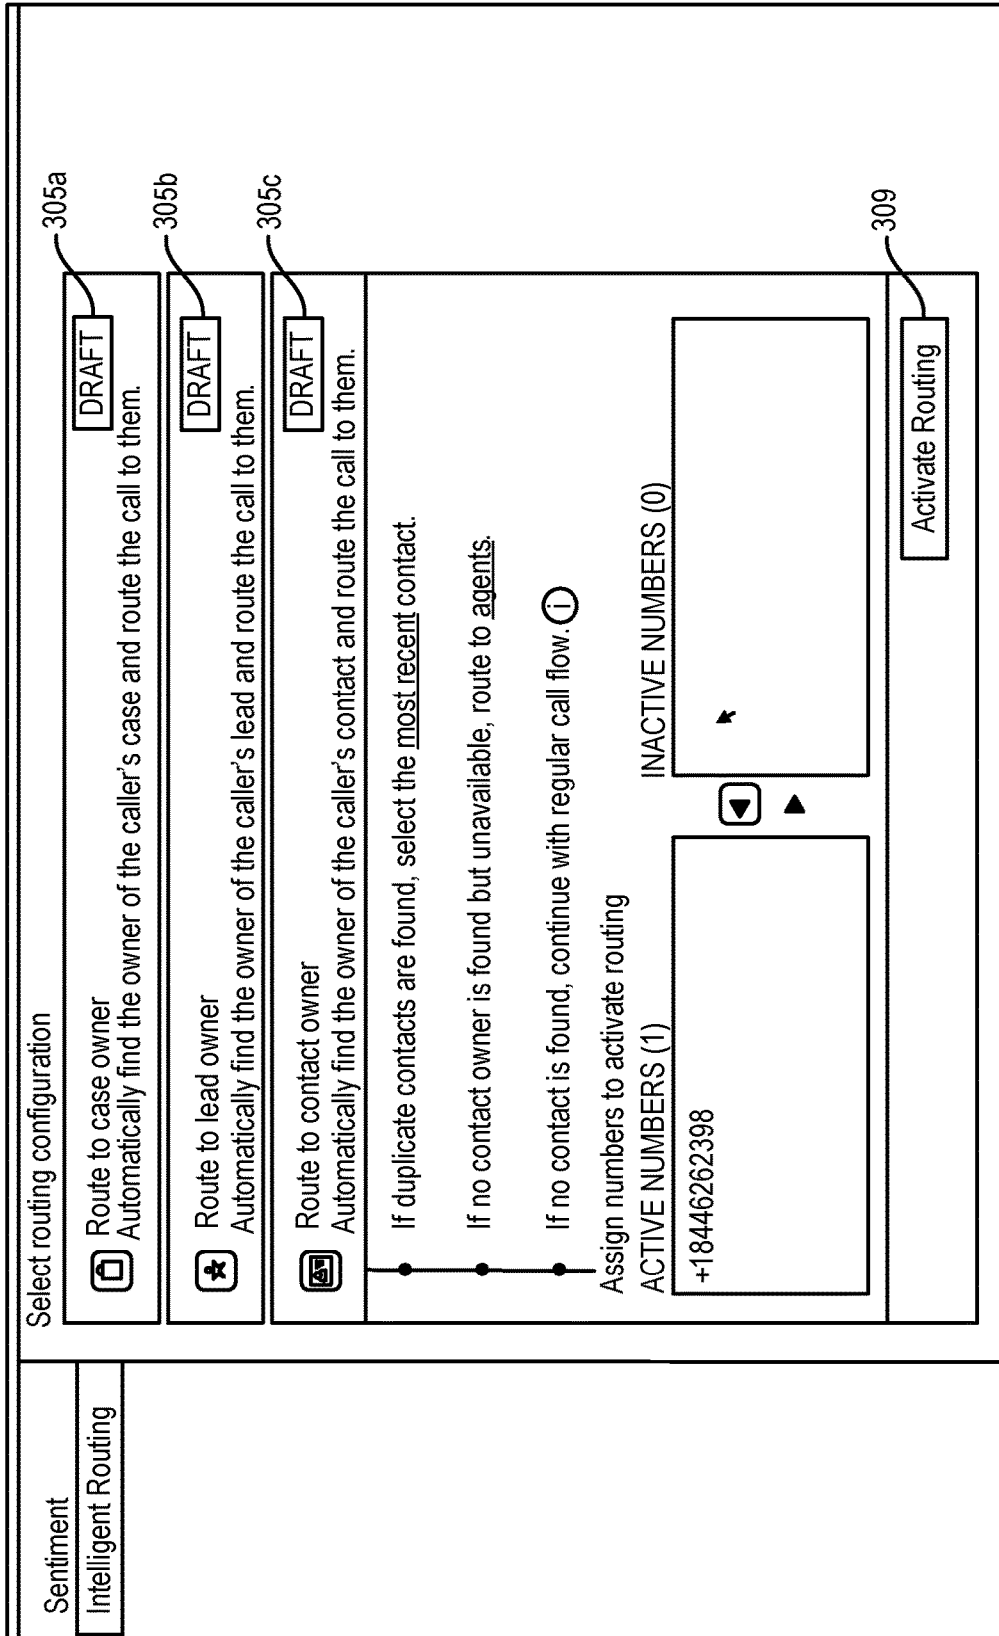 Sentiment
Intelligent Routing
Select routing configuration
Route to case owner
DRAFT
305a
Automatically find the owner of the caller's case and route the call to them.
Route to lead owner
DRAFT
305b
Automatically find the owner of the caller's lead and route the call to them.
Route to contact owner
DRAFT
305c
Automatically find the owner of the caller's contact and route the call to them.
If duplicate contacts are found, select the most recent contact.
If no contact owner is found but unavailable, route to agents.
If no contact is found, continue with regular call flow. i
Assign numbers to activate routing
ACTIVE NUMBERS (1)
INACTIVE NUMBERS (0)
+18446262398
Activate Routing
309